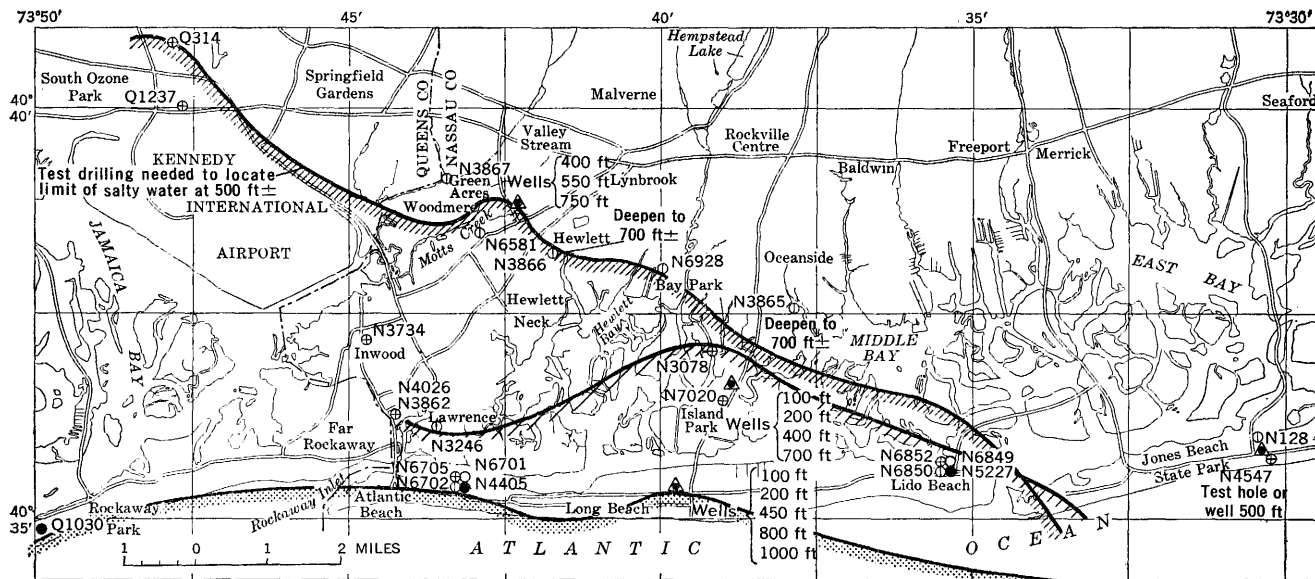 73°50'
45'
40'
35'
73°30'
Q314
Hempstead
Lake
South Ozone
Park
Springfield
Gardens
QUEENS CO
NASSAU CO
Malverne
Q1237
40°
40'
Seaford
Valley
Stream
Rockville
Centre
Freeport
Merrick
Baldwin
KENNEDY
Test drilling needed to locate
limit of salty water at 500 ft±
INTERNATIONAL
AIRPORT
N3867
Green
Acres
Woodmere
Wells
400 ft
550 ft
750 ft
Lynbrook
Deepen to
700 ft±
Motts Creek
N6581
N3866
Hewlett
N6928
Bay Park
Oceanside
EAST BAY
JAMAICA
BAY
Hewlett
Neck
Hewlett
Bay
N3865
Deepen to
700 ft±
MIDDLE
BAY
N3734
Inwood
N3078
N4026
N3862
N7020
Island
Park
Wells
100 ft
200 ft
400 ft
700 ft
Lawrence
Far
Rockaway
N3246
N128
N6705
N6701
N6702
N4405
N6852
N6849
N6850
N5227
Lido Beach
Jones Beach
State Park
N4547
Test hole or
well 500 ft
Rockaway
Park
Rockaway Inlet
Atlantic
Beach
Long Beach
Wells
100 ft
200 ft
450 ft
800 ft
1000 ft
40°
35'
Q1030
1 0 1 2 MILES
ATLANTIC
OCEAN